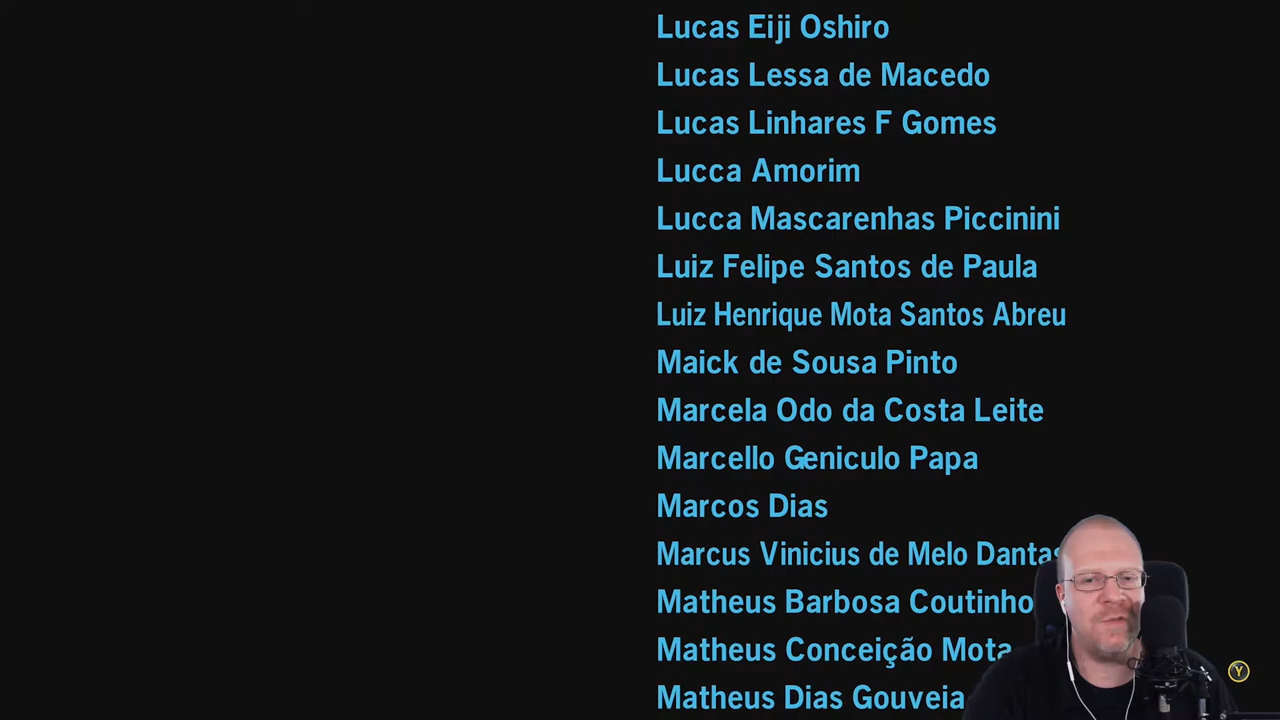 Lucas Eiji Oshiro
Lucas Lessa de Macedo
Lucas Linhares F Gomes
Lucca Amorim
Lucca Mascarenhas Piccinini
Luiz Felipe Santos de Paula
Luiz Henrique Mota Santos Abreu
Maick de Sousa Pinto
Marcela Odo da Costa Leite
Marcello Geniculo Papa
Marcos Dias
Marcus Vinicius de Melo Dantas
Matheus Barbosa Coutinho
Matheus Conceição Mota
Matheus Dias Gouveia
Y